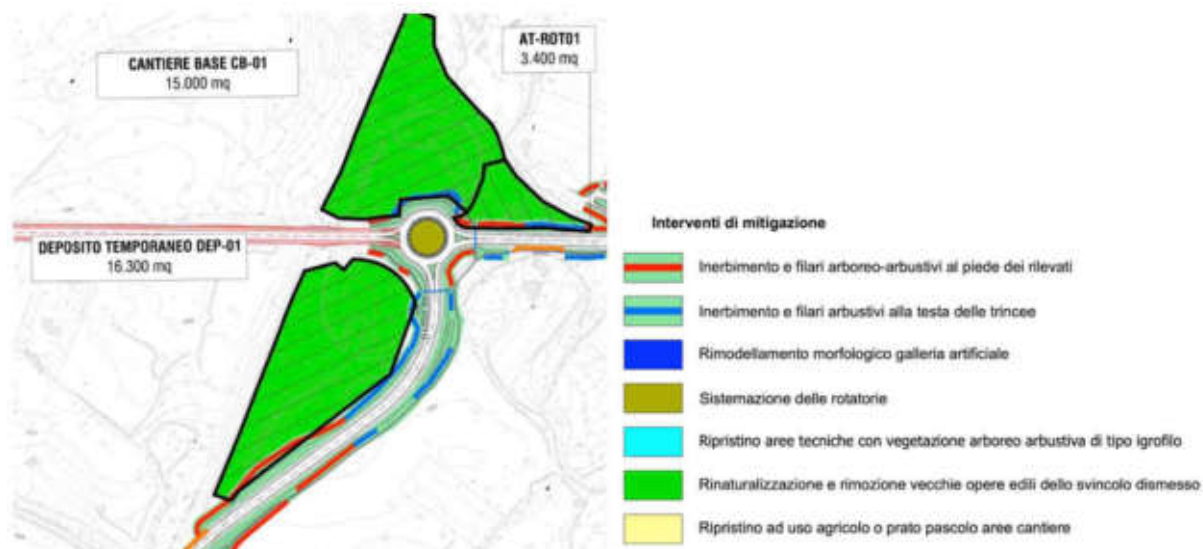 CANTIERE BASE CB-01
15.000 mq
AT-ROT01
3.400 mq
DEPOSITO TEMPORANEO DEP-01
16.300 mq
Interventi di mitigazione
Inerbimento e filari arboreo-arbustivi al piede dei rilevati
Inerbimento e filari arbustivi alla testa delle trincee
Rimodellamento morfologico galleria artificiale
Sistemazione delle rotatorie
Ripristino aree tecniche con vegetazione arboreo arbustiva di tipo igrofilo
Rinaturalizzazione e rimozione vecchie opere edili dello svincolo dismesso
Ripristino ad uso agricolo o prato pascolo aree cantiere